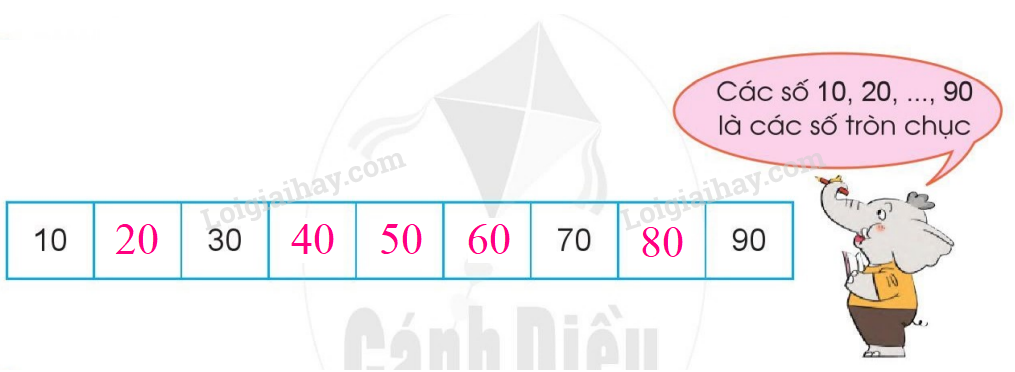 Các số 10, 20, ..., 90
là các số tròn chục
Loigiaihay.com
Loigiaihay.com
10 20 30 40 50 60 70 80 90
Cánh Diều